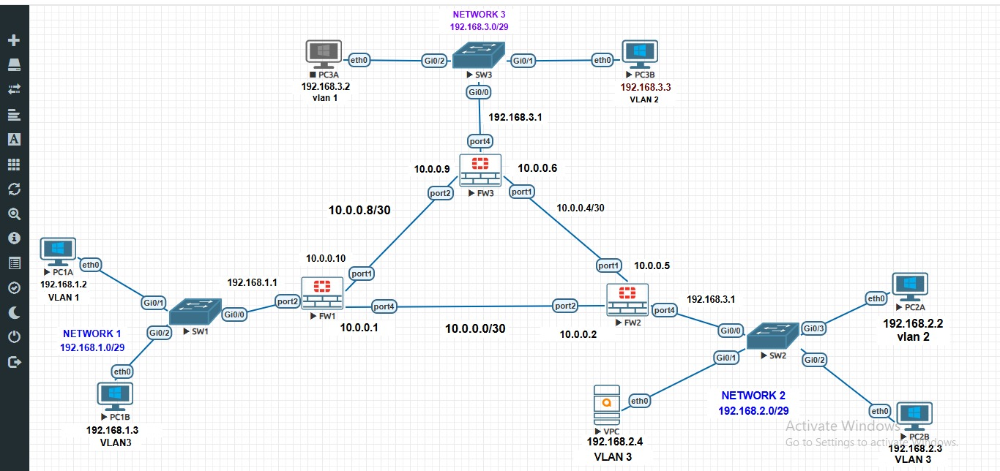 NETWORK 3
192.168.3.0/29
eth0
Gi0/2
Gi0/1
eth0
PC3A
SW3
PC3B
192.168.3.2
vlan 1
192.168.3.3
VLAN 2
Gi0/0
192.168.3.1
port4
A
10.0.0.9
10.0.0.6
port2
FW3
port1
10.0.0.8/30
10.0.0.4/30
10.0.0.10
port1
port1
10.0.0.5
eth0
PC1A
192.168.1.2
VLAN 1
192.168.1.1
Gi0/1
port2
FW1
port4
port2
FW2
port4
192.168.3.1
eth0
PC2A
Gi0/0
SW1
Gi0/2
10.0.0.1
10.0.0.0/30
10.0.0.2
Gi0/0
Gi0/3
192.168.2.2
vlan 2
NETWORK 1
192.168.1.0/29
Gi0/1
SW2
Gi0/2
eth0
PC1B
192.168.1.3
VLAN3
eth0
VPC
192.168.2.4
VLAN 3
NETWORK 2
192.168.2.0/29
eth0
PC2B
192.168.2.3
VLAN 3
Activate Windows
Go to Settings to activate Windows.